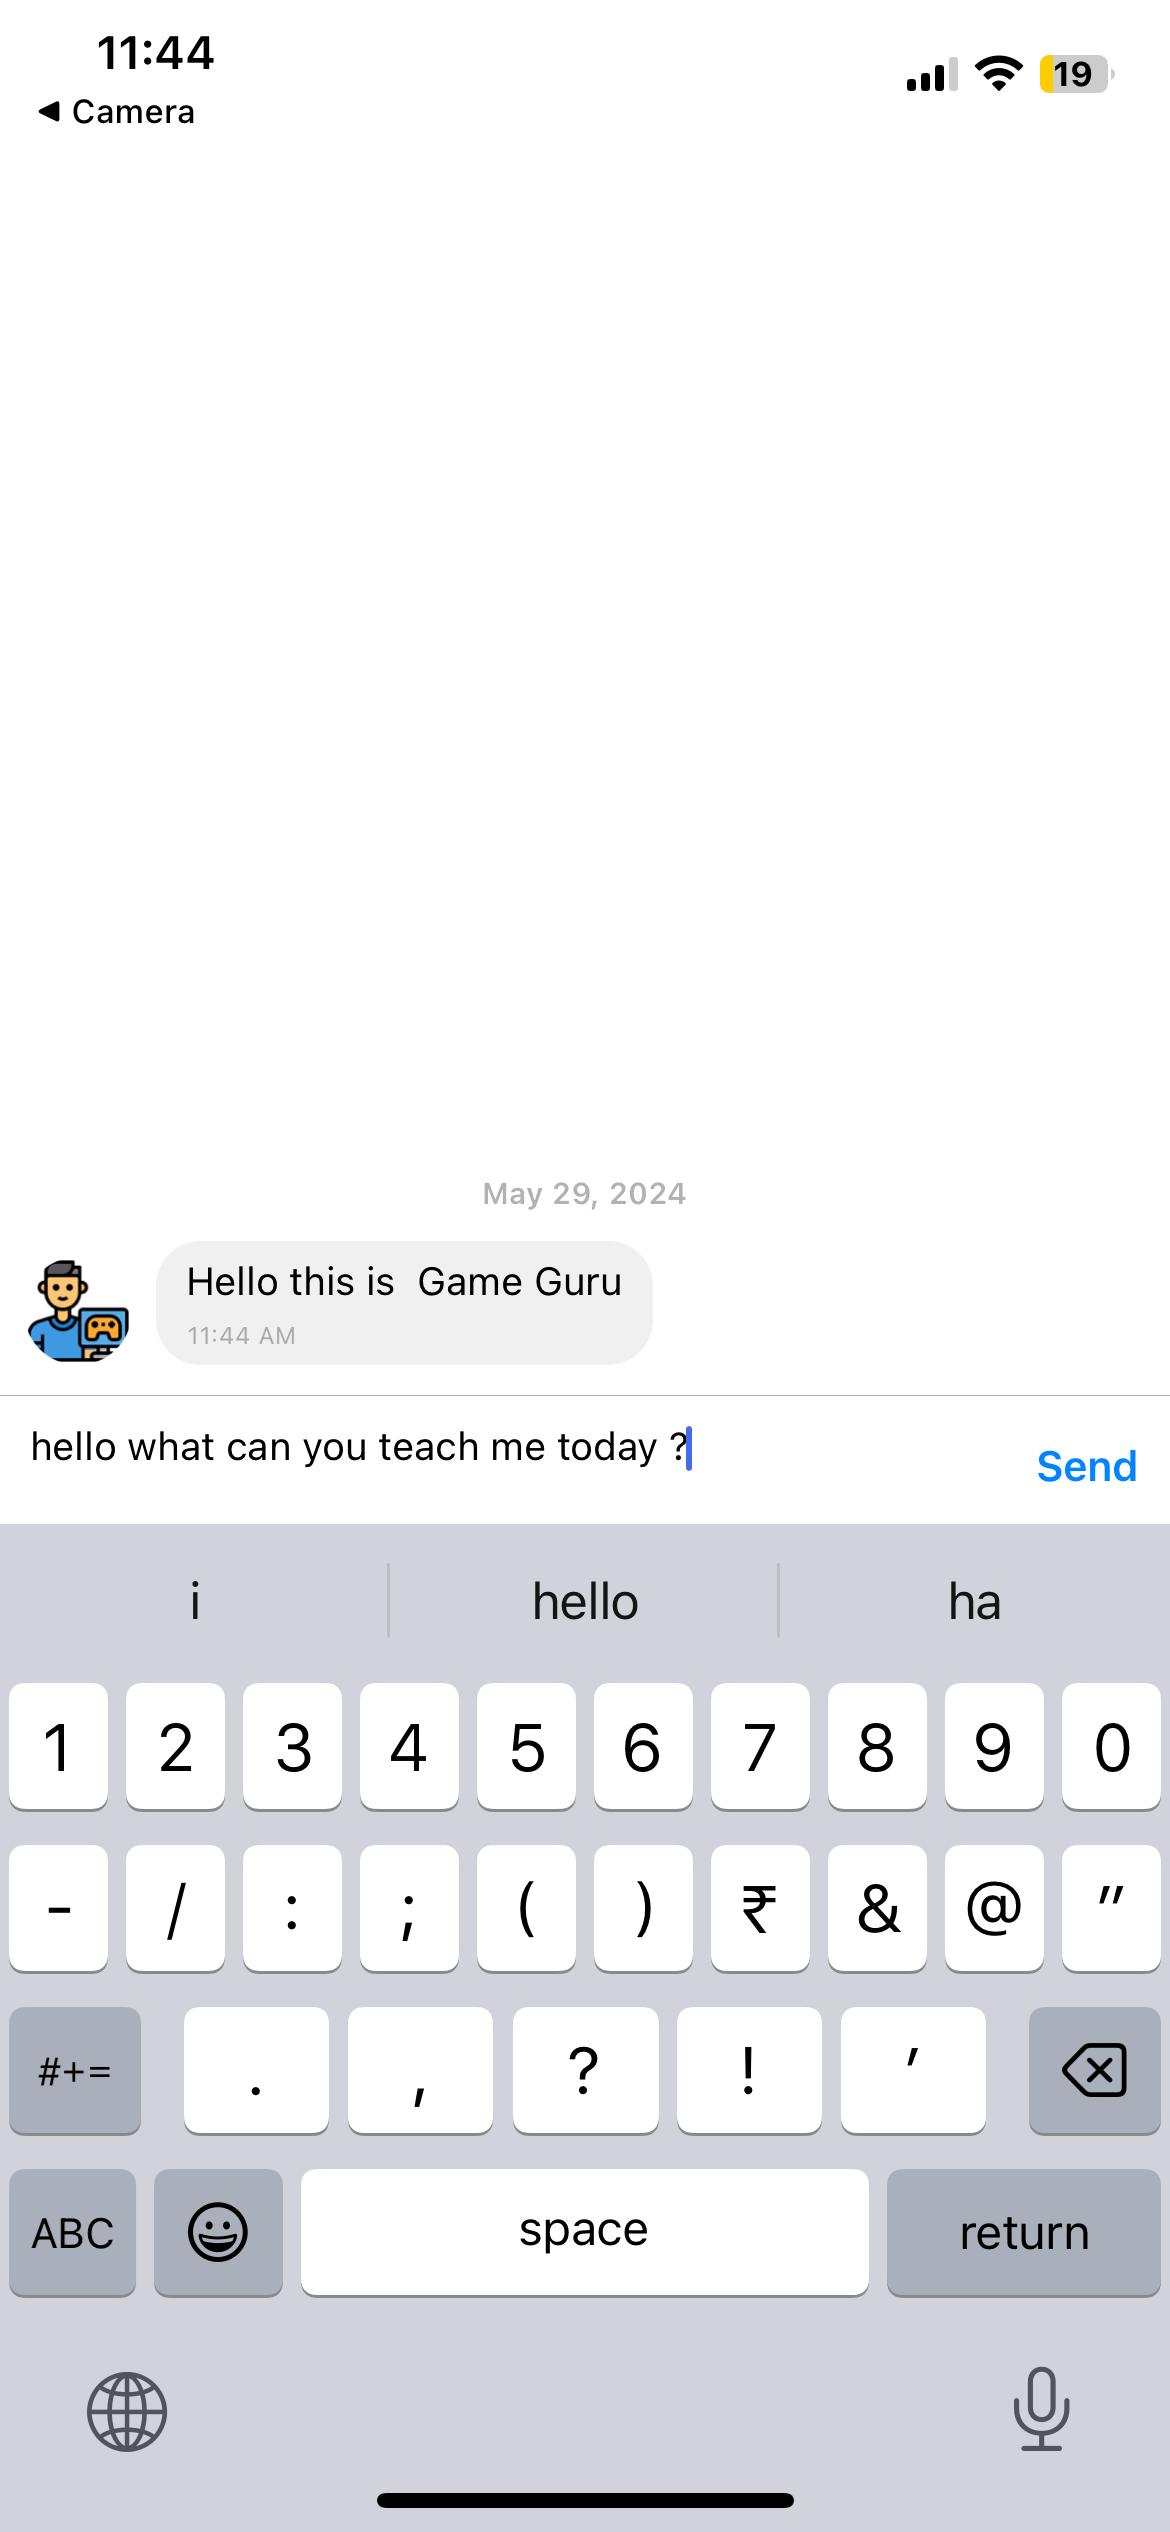 11:44
19
◀ Camera
May 29, 2024
Hello this is  Game Guru
11:44 AM
hello what can you teach me today ?
Send
i hello ha
1 2 3 4 5 6 7 8 9 0
- / : ; ( ) ₹ & @ "
#+= . , ? ! '
ABC space return